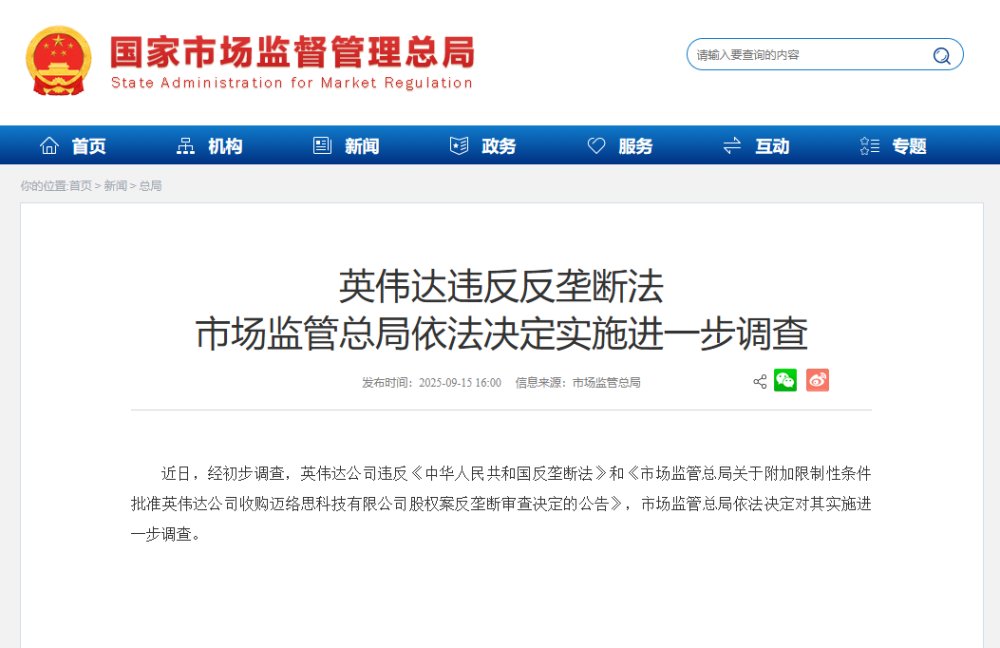 国家市场监督管理总局
State Administration for Market Regulation
请输入要查询的内容
首页 机构 新闻 政务 服务 互动 专题
你的位置:首页 > 新闻 > 总局
英伟达违反反垄断法
市场监管总局依法决定实施进一步调查
发布时间：2025-09-15 16:00 信息来源：市场监管总局
近日，经初步调查，英伟达公司违反《中华人民共和国反垄断法》和《市场监管总局关于附加限制性条件
批准英伟达公司收购迈络思科技有限公司股权案反垄断审查决定的公告》，市场监管总局依法决定对其实施进
一步调查。